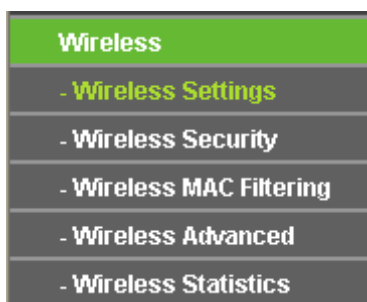 Wireless
- Wireless Settings
- Wireless Security
- Wireless MAC Filtering
- Wireless Advanced
- Wireless Statistics